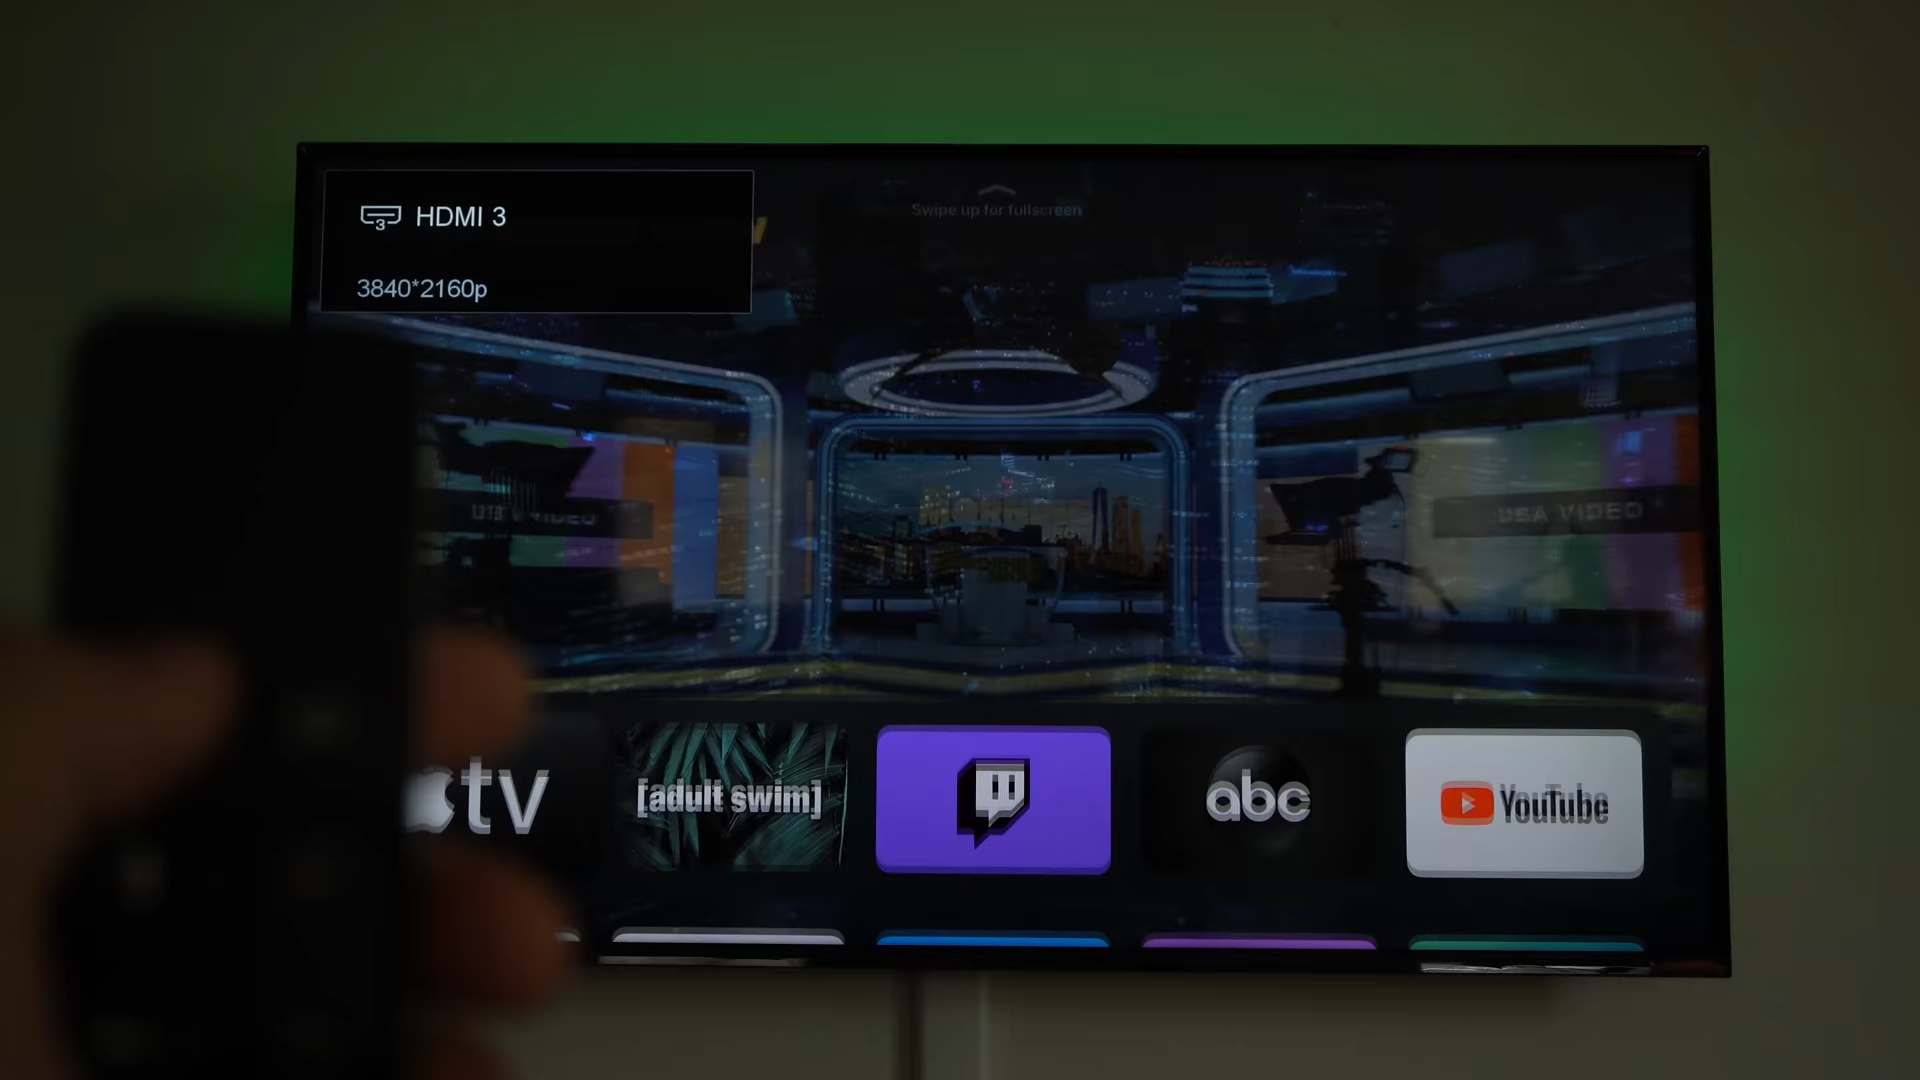 HDMI 3
3840*2160p
Swipe up for fullscreen
USA VIDEO
tv
[adult swim]
abc
YouTube